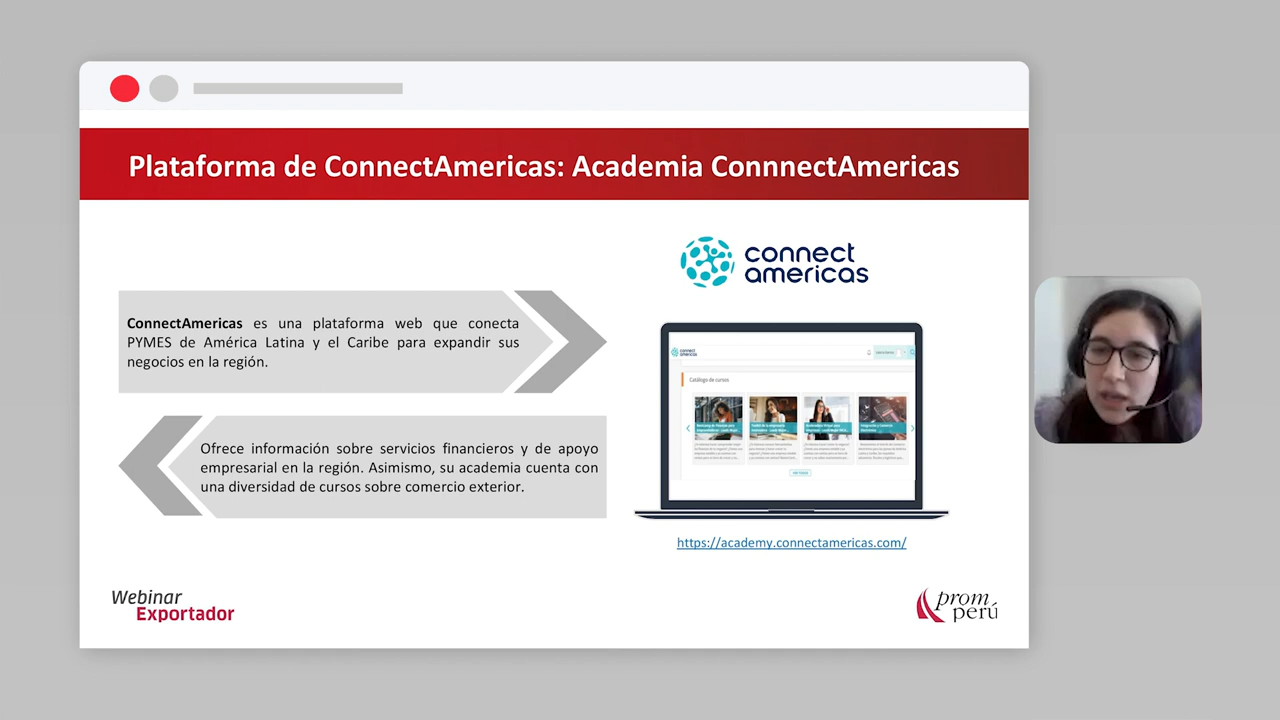 Plataforma de ConnectAmericas: Academia ConnnectAmericas
connect
americas
ConnectAmericas es una plataforma web que conecta
PYMES de América Latina y el Caribe para expandir sus
negocios en la región.
Ofrece información sobre servicios financieros y de apoyo
empresarial en la región. Asimismo, su academia cuenta con
una diversidad de cursos sobre comercio exterior.
connect
americas
Catálogo de cursos
https://academy.connectamericas.com/
Webinar
Exportador
prom
perú